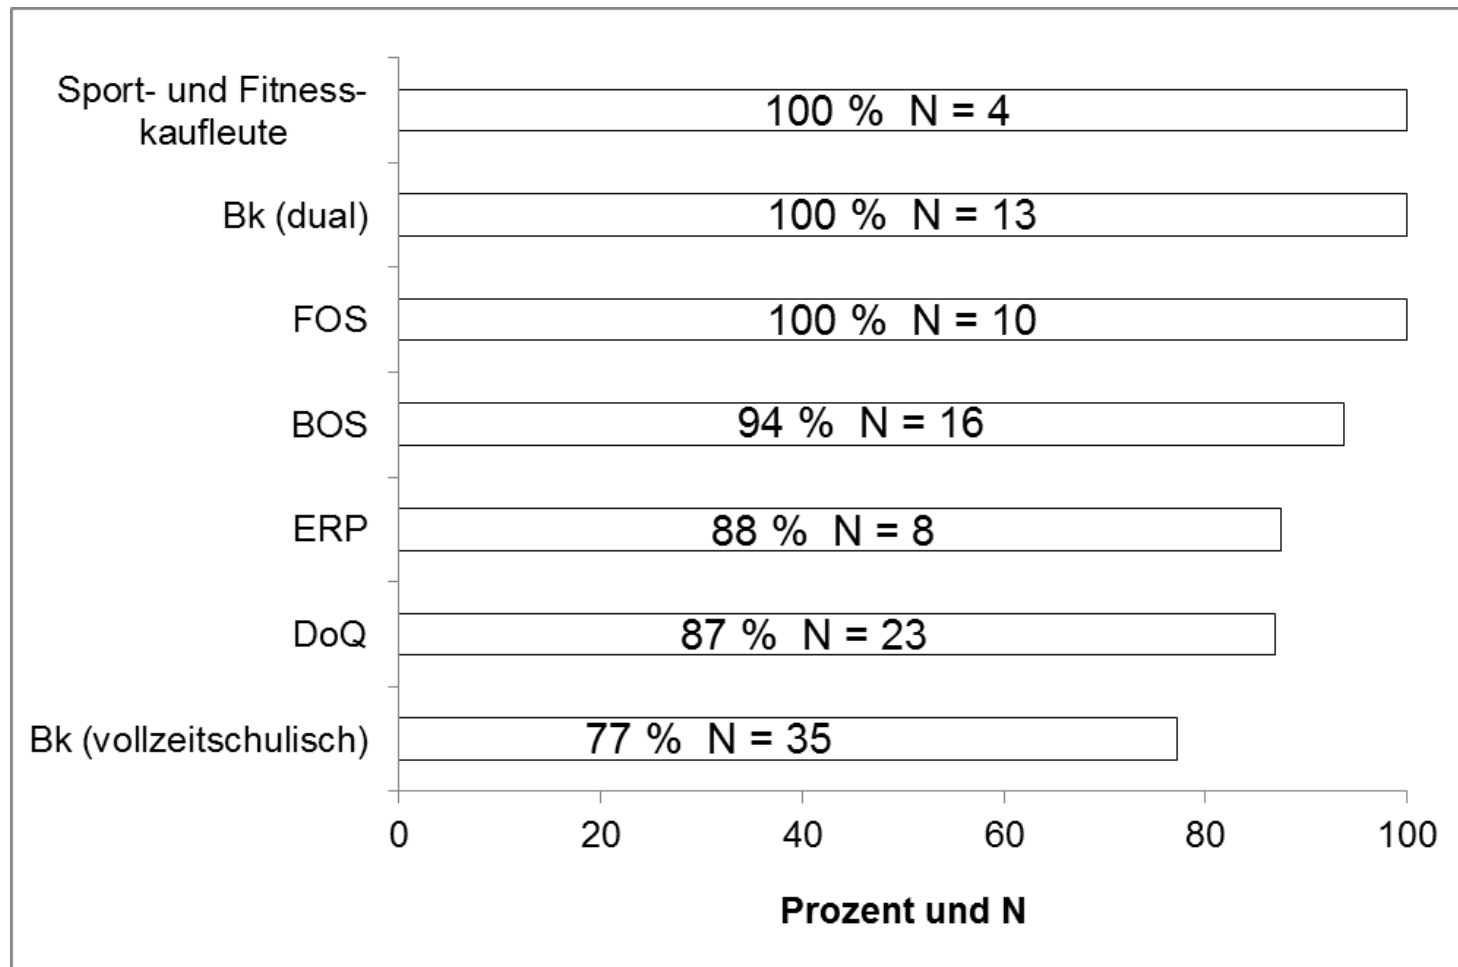 Sport- und Fitness-
kaufleute
100 %  N = 4
Bk (dual)
100 %  N = 13
FOS
100 %  N = 10
BOS
94 %  N = 16
ERP
88 %  N = 8
DoQ
87 %  N = 23
Bk (vollzeitschulisch)
77 %  N = 35
0 20 40 60 80 100
Prozent und N